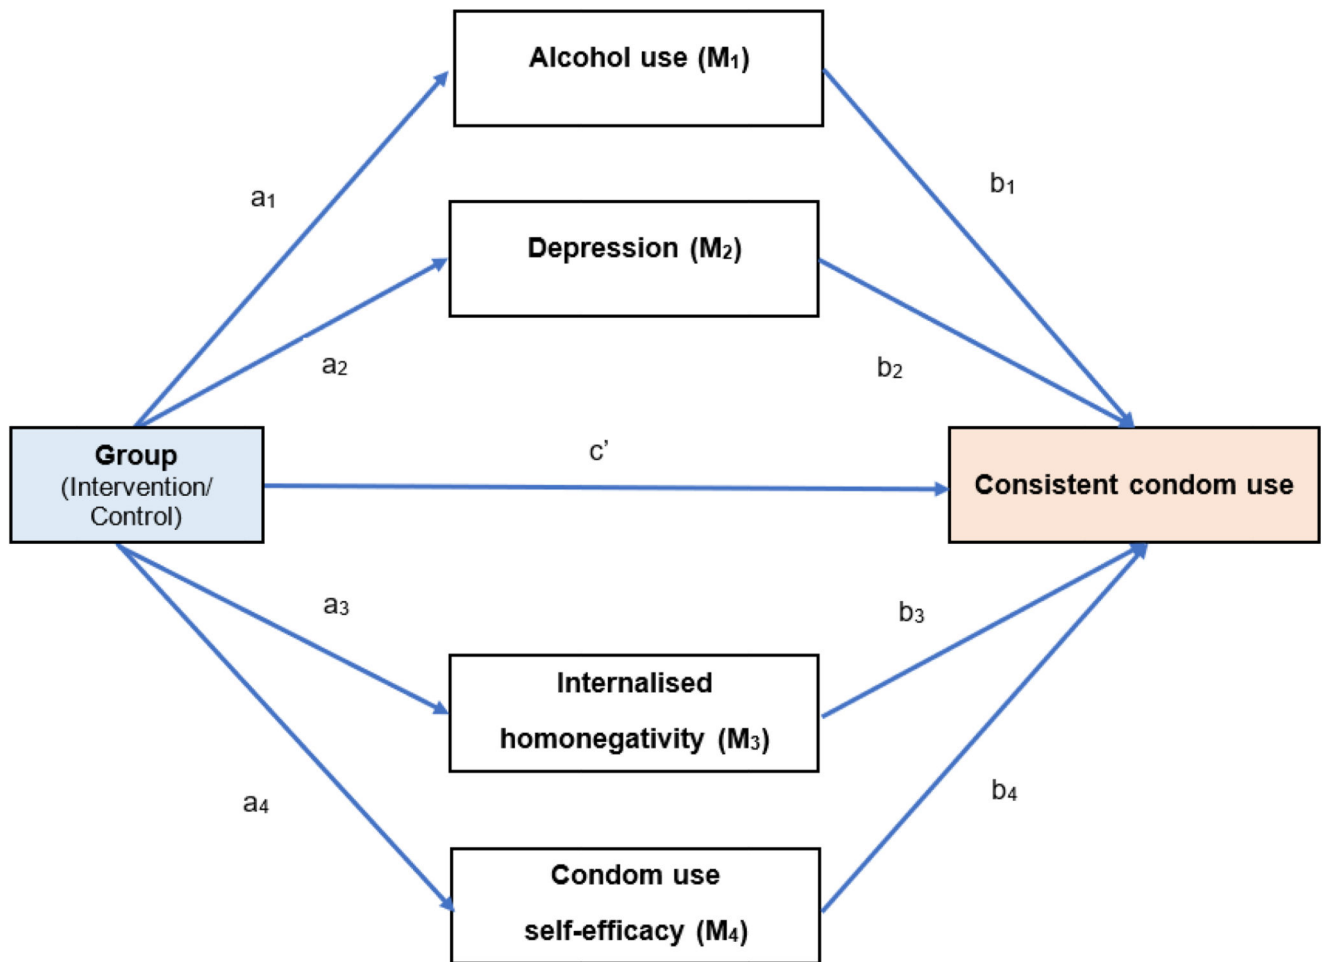 Alcohol use (M₁)
a₁
b₁
Depression (M₂)
a₂
b₂
Group
(Intervention/
Control)
c’
Consistent condom use
a₃
b₃
Internalised
homonegativity (M₃)
a₄
b₄
Condom use
self-efficacy (M₄)